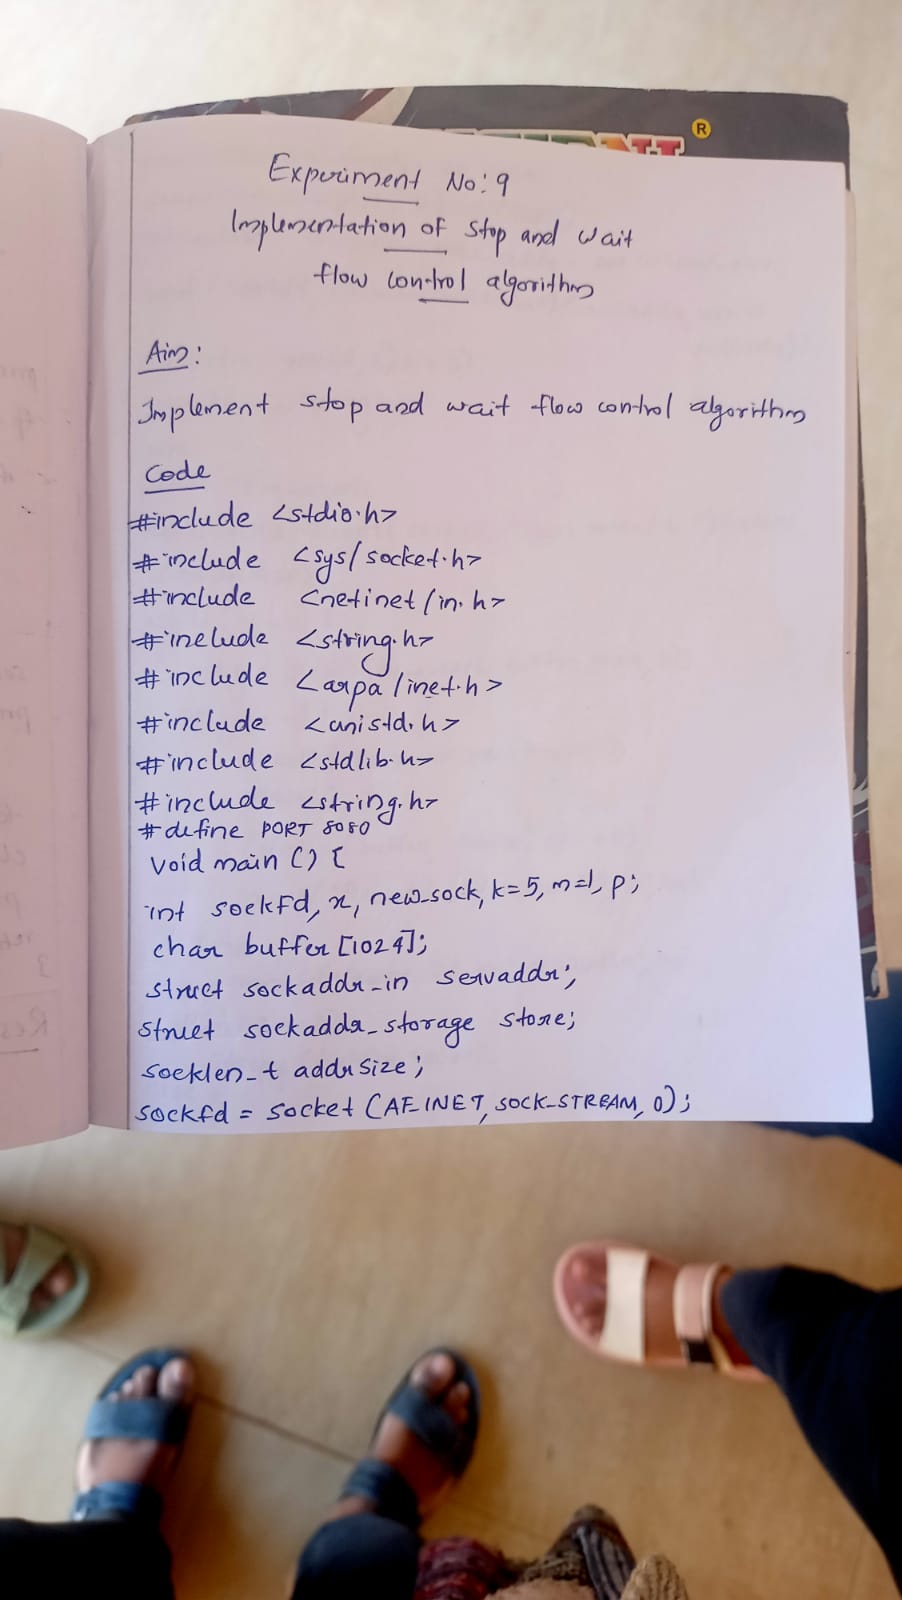 Experiment No: 9
Implementation of stop and wait
flow control algorithm
Aim:
Implement stop and wait flow control algorithm
Code
#include <stdio.h>
#include <sys/socket.h>
#include <netinet/in.h>
#include <string.h>
#include <arpa/inet.h>
#include <unistd.h>
#include <stdlib.h>
#include <string.h>
#define PORT 8080
void main () {
int sockfd, x, new_sock, k=5, m=1, p;
char buffer [1024];
struct sockaddr_in servaddr;
struct sockaddr_storage store;
socklen_t addrsize;
sockfd = socket (AF_INET, SOCK_STREAM, 0);
R